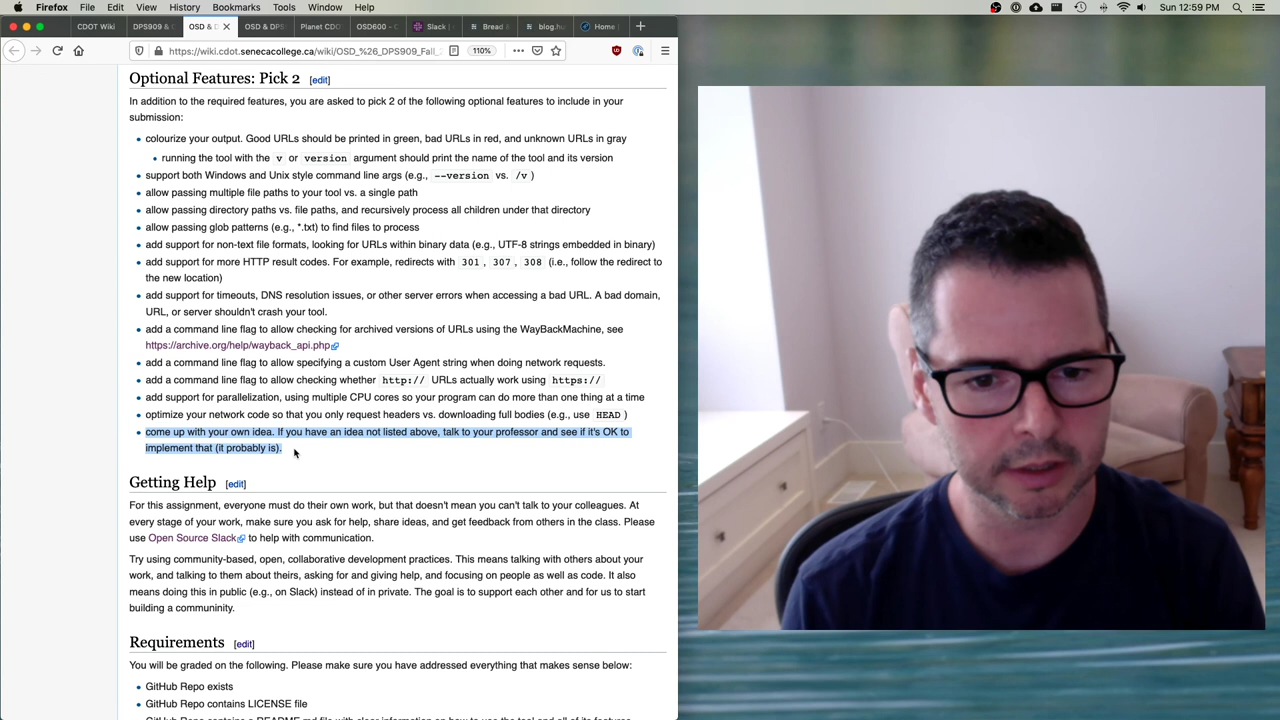 Firefox File Edit View History Bookmarks Tools Window Help Sun 12:59 PM
CDOT Wiki DPS909 & OSD & D OSD & DPS Planet CDO OSD600 - Slack | Bread & blog.hu Home |
https://wiki.cdot.senecacollege.ca/wiki/OSD_%26_DPS909_Fall_ 110%
Optional Features: Pick 2 [edit]
In addition to the required features, you are asked to pick 2 of the following optional features to include in your
submission:
colourize your output. Good URLs should be printed in green, bad URLs in red, and unknown URLs in gray
running the tool with the v or version argument should print the name of the tool and its version
support both Windows and Unix style command line args (e.g., --version vs. /v )
allow passing multiple file paths to your tool vs. a single path
allow passing directory paths vs. file paths, and recursively process all children under that directory
allow passing glob patterns (e.g., *.txt) to find files to process
add support for non-text file formats, looking for URLs within binary data (e.g., UTF-8 strings embedded in binary)
add support for more HTTP result codes. For example, redirects with 301 , 307 , 308 (i.e., follow the redirect to
the new location)
add support for timeouts, DNS resolution issues, or other server errors when accessing a bad URL. A bad domain,
URL, or server shouldn't crash your tool.
add a command line flag to allow checking for archived versions of URLs using the WayBackMachine, see
https://archive.org/help/wayback_api.php
add a command line flag to allow specifying a custom User Agent string when doing network requests.
add a command line flag to allow checking whether http:// URLs actually work using https://
add support for parallelization, using multiple CPU cores so your program can do more than one thing at a time
optimize your network code so that you only request headers vs. downloading full bodies (e.g., use HEAD )
come up with your own idea. If you have an idea not listed above, talk to your professor and see if it's OK to
implement that (it probably is).
Getting Help [edit]
For this assignment, everyone must do their own work, but that doesn't mean you can't talk to your colleagues. At
every stage of your work, make sure you ask for help, share ideas, and get feedback from others in the class. Please
use Open Source Slack to help with communication.
Try using community-based, open, collaborative development practices. This means talking with others about your
work, and talking to them about theirs, asking for and giving help, and focusing on people as well as code. It also
means doing this in public (e.g., on Slack) instead of in private. The goal is to support each other and for us to start
building a communinity.
Requirements [edit]
You will be graded on the following. Please make sure you have addressed everything that makes sense below:
GitHub Repo exists
GitHub Repo contains LICENSE file
GitHub Repo contains a README.md file with clear information on how to use the tool and all of its features